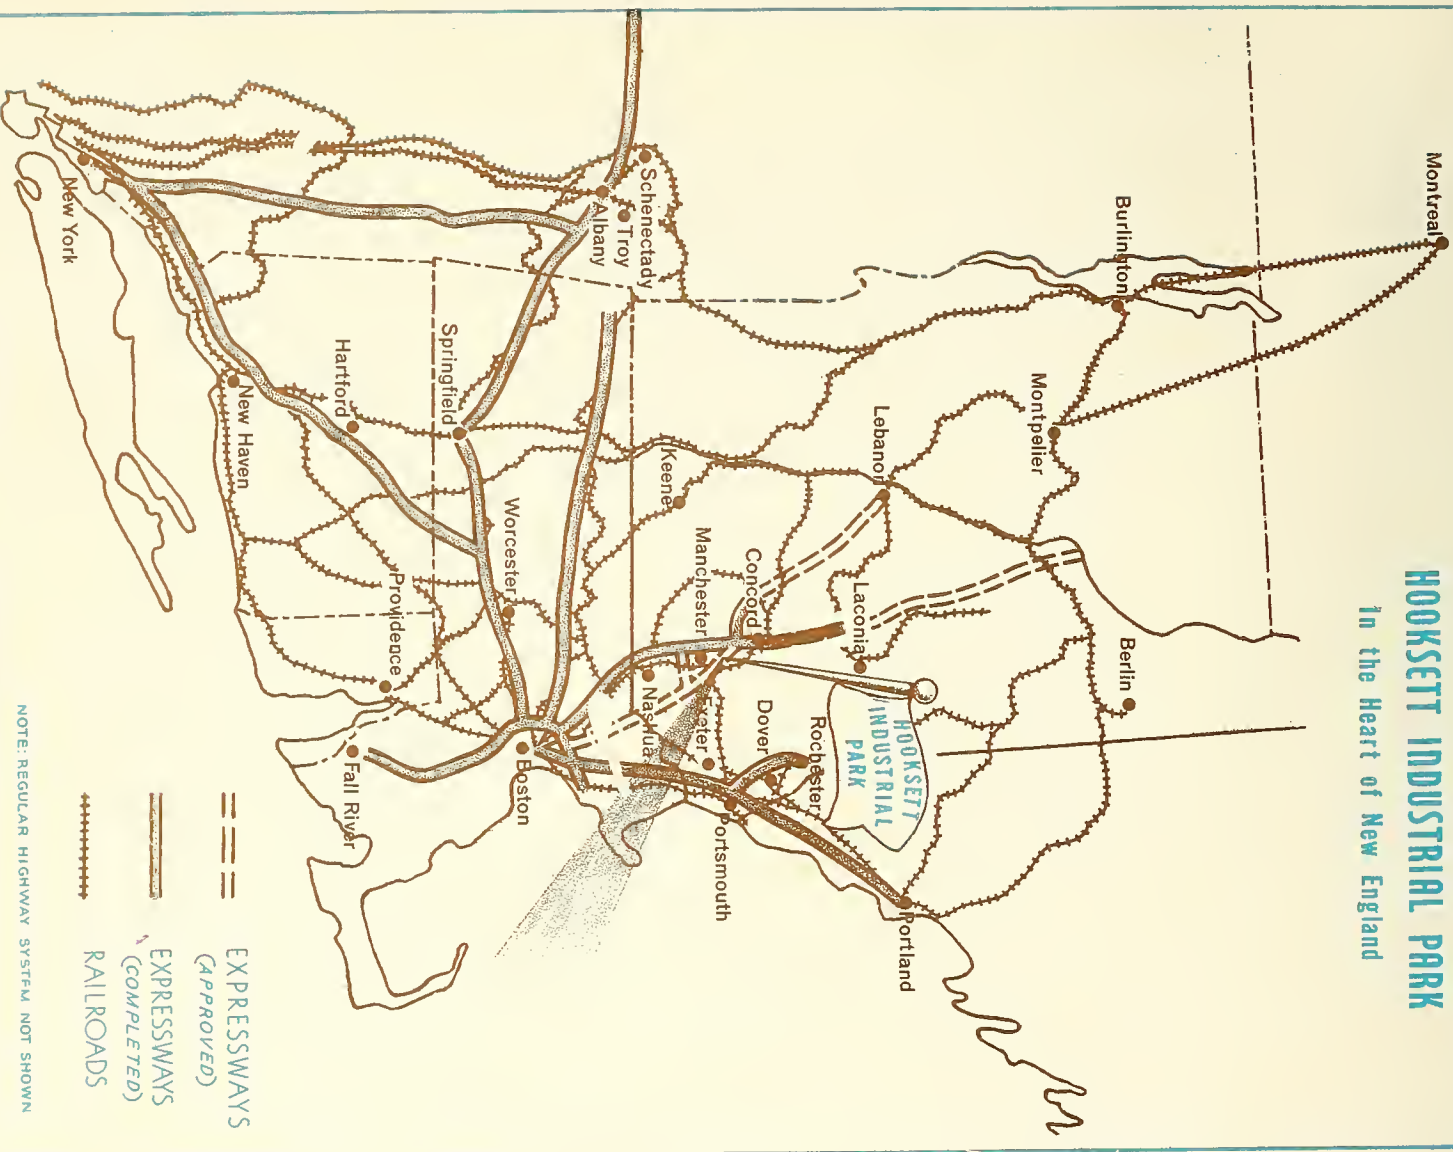 HOOKSETT INDUSTRIAL PARK
In the Heart of New England
Montreal
Burlington
Montpelier
Berlin
Lebanon
Laconia
HOOKSETT
INDUSTRIAL
PARK
Rochester
Dover
Portland
Concord
Manchester
Keene
Exeter
Portsmouth
Nashua
Schenectady
Troy
Albany
Worcester
Boston
Springfield
Hartford
Providence
Fall River
New Haven
New York
EXPRESSWAYS
(APPROVED)
EXPRESSWAYS
(COMPLETED)
RAILROADS
NOTE: REGULAR HIGHWAY SYSTEM NOT SHOWN